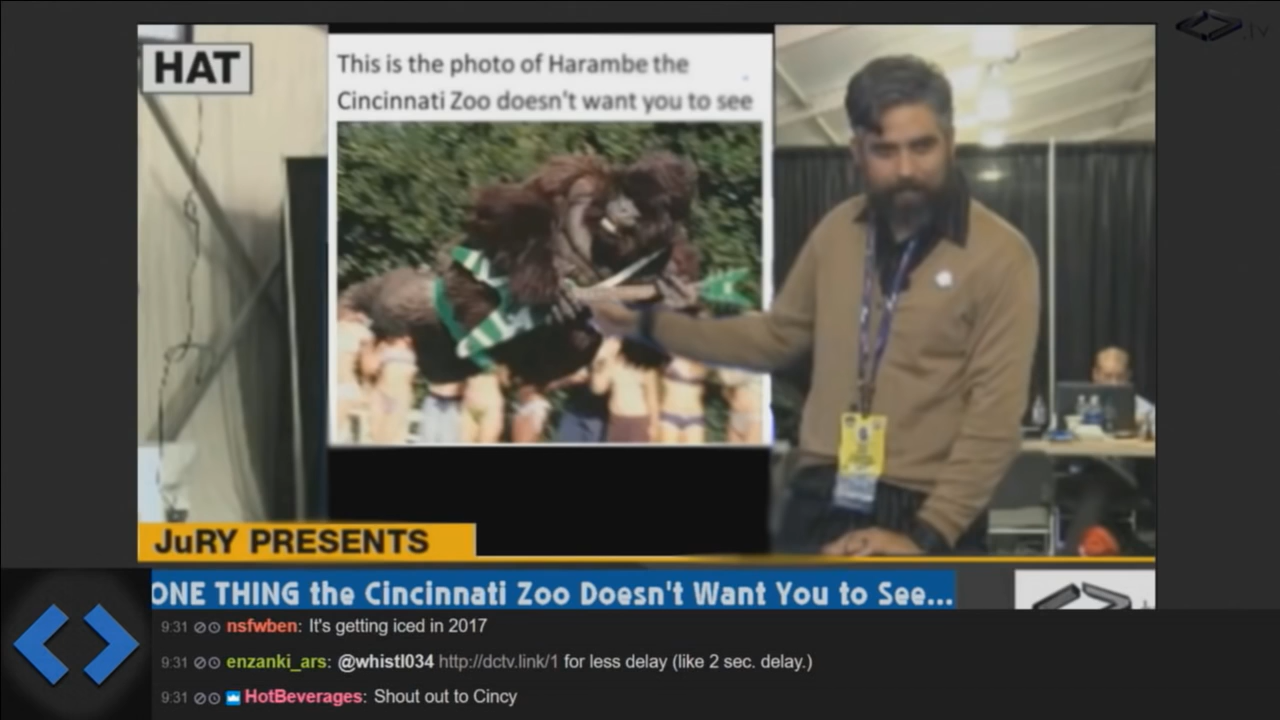 HAT
This is the photo of Harambe the
Cincinnati Zoo doesn't want you to see
JuRY PRESENTS
ONE THING the Cincinnati Zoo Doesn't Want You to See...
9:31 nsfwben: It's getting iced in 2017
9:31 enzanki_ars: @whistl034 http://dctv.link/1 for less delay (like 2 sec. delay.)
9:31 HotBeverages: Shout out to Cincy
.tv